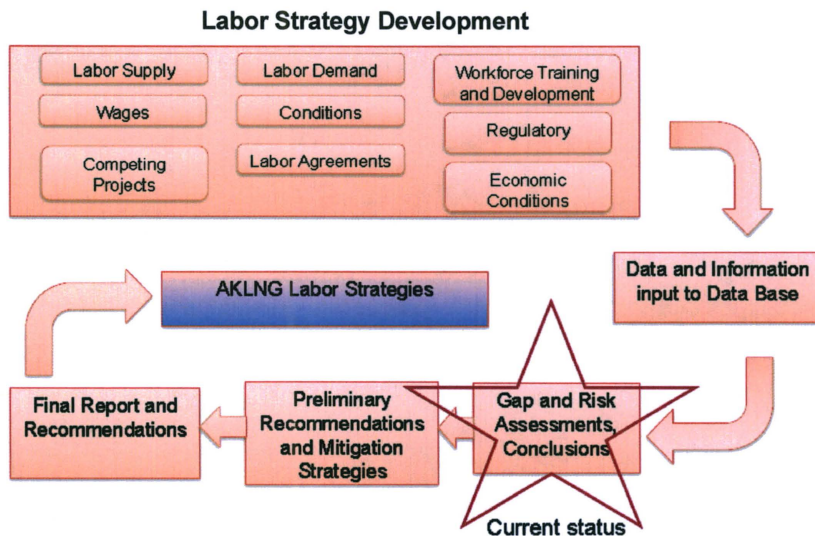 Labor Strategy Development
Labor Supply
Labor Demand
Workforce Training
and Development
Wages
Conditions
Regulatory
Competing
Projects
Labor Agreements
Economic
Conditions
Data and Information
input to Data Base
AKLNG Labor Strategies
Gap and Risk
Assessments,
Conclusions
Preliminary
Recommendations
and Mitigation
Strategies
Final Report and
Recommendations
Current status